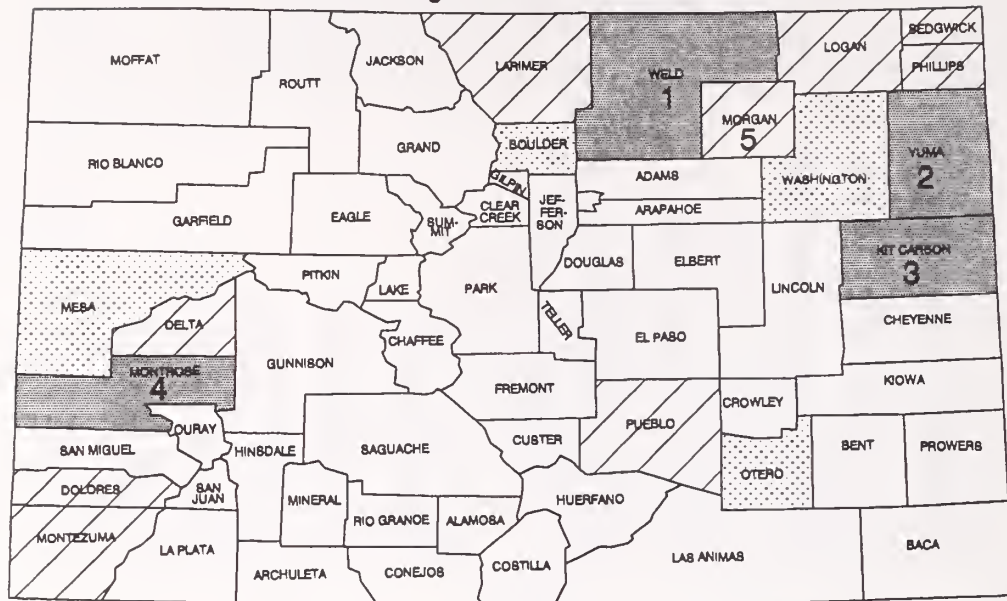 MOFFAT
ROUTT
JACKSON
LARIMER
WELD
1
LOGAN
SEDGWICK
PHILLIPS
MORGAN
5
RIO BLANCO
GRAND
BOULDER
WASHINGTON
YUMA
2
GARFIELD
EAGLE
SUM-
MIT
GILPIN
CLEAR
CREEK
JEF-
FER-
SON
ADAMS
ARAPAHOE
KIT CARSON
3
MESA
DELTA
PITKIN
LAKE
PARK
DOUGLAS
ELBERT
LINCOLN
CHEYENNE
MONTROSE
4
GUNNISON
CHAFFEE
TELLER
EL PASO
KIOWA
FREMONT
CROWLEY
OURAY
SAN MIGUEL
HINSDALE
SAGUACHE
CUSTER
PUEBLO
OTERO
BENT
PROWERS
DOLORES
SAN
JUAN
MINERAL
RIO GRANDE
ALAMOSA
HUERFANO
MONTEZUMA
LA PLATA
ARCHULETA
CONEJOS
COSTILLA
LAS ANIMAS
BACA